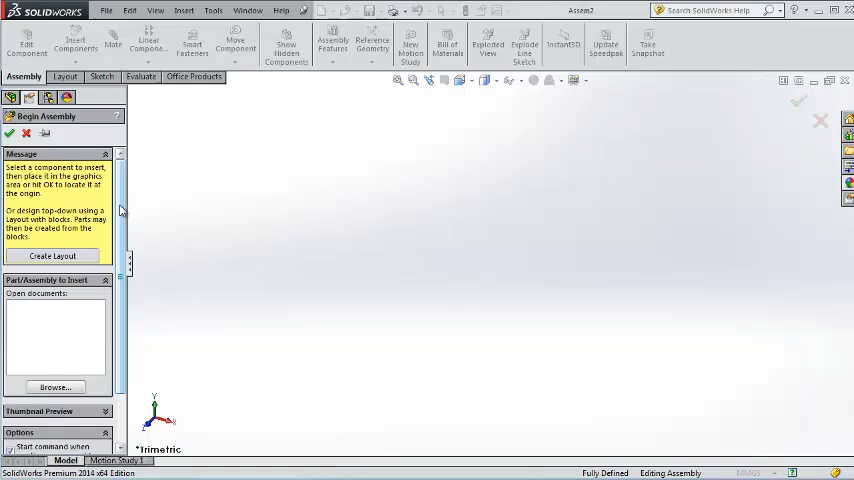 SOLIDWORKS File Edit View Insert Tools Window Help Assem2 Search SolidWorks Help
Edit Component
Insert Components
Mate
Linear Compone...
Smart Fasteners
Move Component
Show Hidden Components
Assembly Features
Reference Geometry
New Motion Study
Bill of Materials
Exploded View
Explode Line Sketch
Instant3D
Update Speedpak
Take Snapshot
Assembly Layout Sketch Evaluate Office Products
Begin Assembly ?
Message
Select a component to insert,
then place it in the graphics
area or hit OK to locate it at
the origin.
Or design top-down using a
Layout with blocks. Parts may
then be created from the
blocks.
Create Layout
Part/Assembly to Insert
Open documents:
Browse...
Thumbnail Preview
Options
Start command when
Y
X
Z
*Trimetric
Model Motion Study 1
SolidWorks Premium 2014 x64 Edition Fully Defined Editing Assembly MMGS